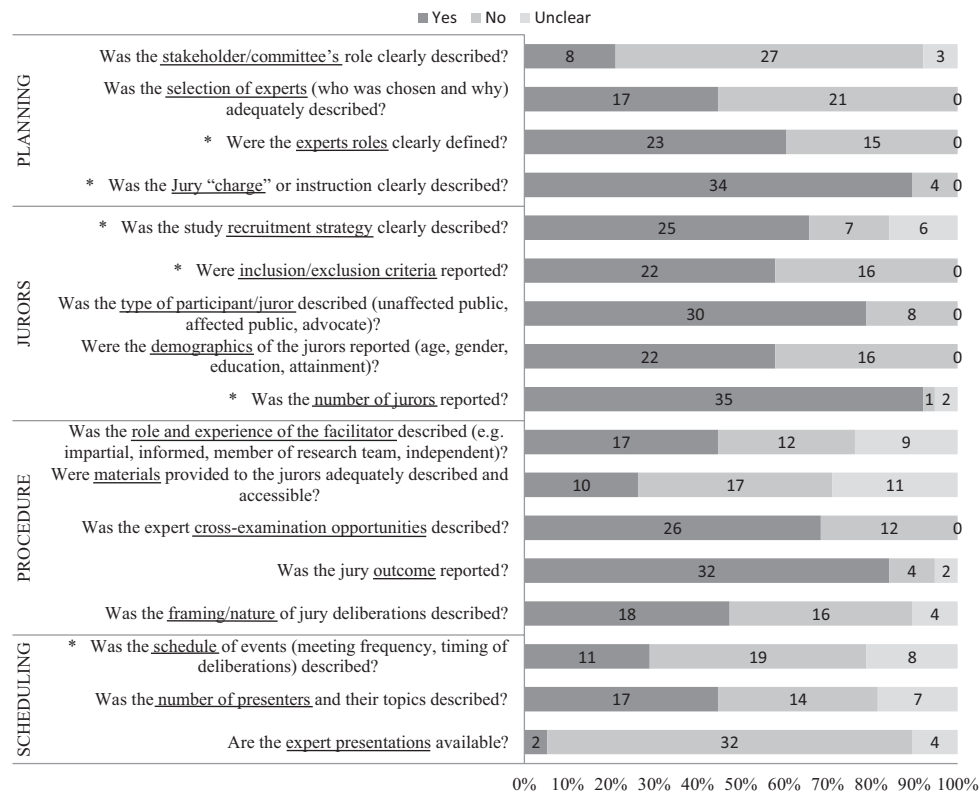 Yes No Unclear
PLANNING
Was the stakeholder/committee's role clearly described?
8 27 3
Was the selection of experts (who was chosen and why)
adequately described?
17 21 0
* Were the experts roles clearly defined?
23 15 0
* Was the Jury “charge” or instruction clearly described?
34 4 0
JURORS
* Was the study recruitment strategy clearly described?
25 7 6
* Were inclusion/exclusion criteria reported?
22 16 0
Was the type of participant/juror described (unaffected public,
affected public, advocate)?
30 8 0
Were the demographics of the jurors reported (age, gender,
education, attainment)?
22 16 0
* Was the number of jurors reported?
35 1 2
PROCEDURE
Was the role and experience of the facilitator described (e.g.
impartial, informed, member of research team, independent)?
17 12 9
Were materials provided to the jurors adequately described and
accessible?
10 17 11
Was the expert cross-examination opportunities described?
26 12 0
Was the jury outcome reported?
32 4 2
Was the framing/nature of jury deliberations described?
18 16 4
SCHEDULING
* Was the schedule of events (meeting frequency, timing of
deliberations) described?
11 19 8
Was the number of presenters and their topics described?
17 14 7
Are the expert presentations available?
2 32 4
0% 10% 20% 30% 40% 50% 60% 70% 80% 90% 100%